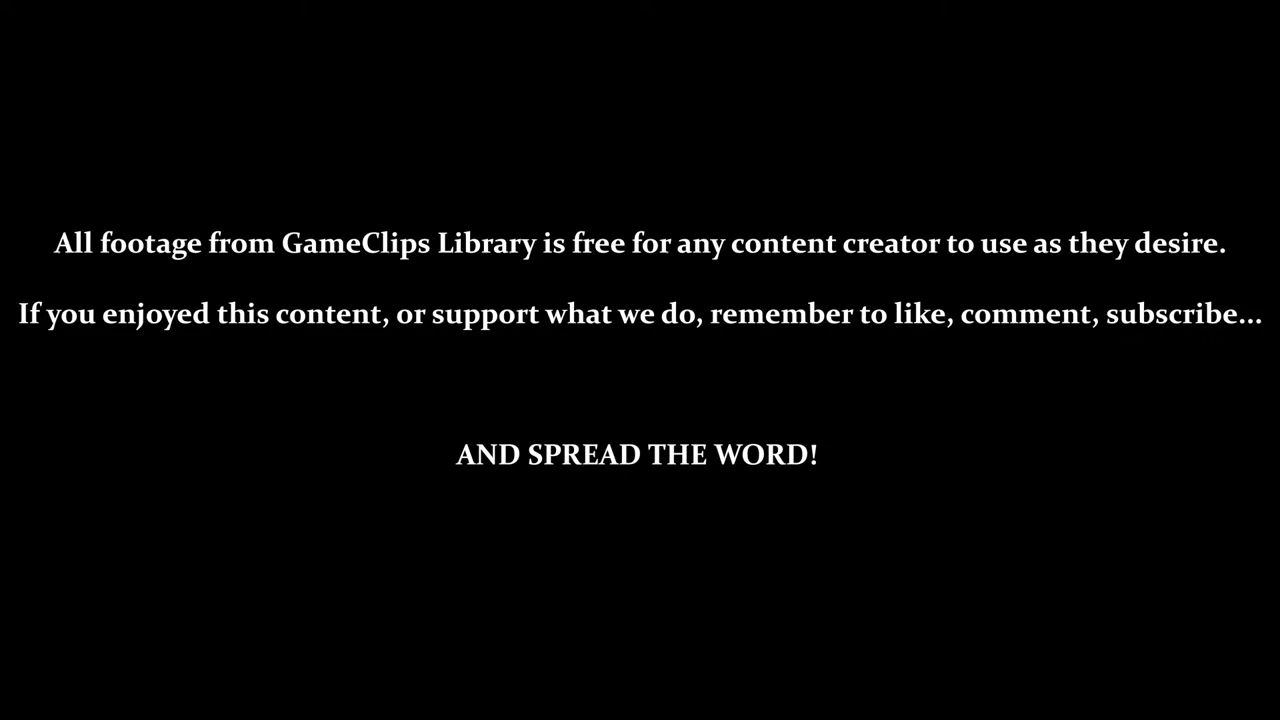 All footage from GameClips Library is free for any content creator to use as they desire.
If you enjoyed this content, or support what we do, remember to like, comment, subscribe...
AND SPREAD THE WORD!